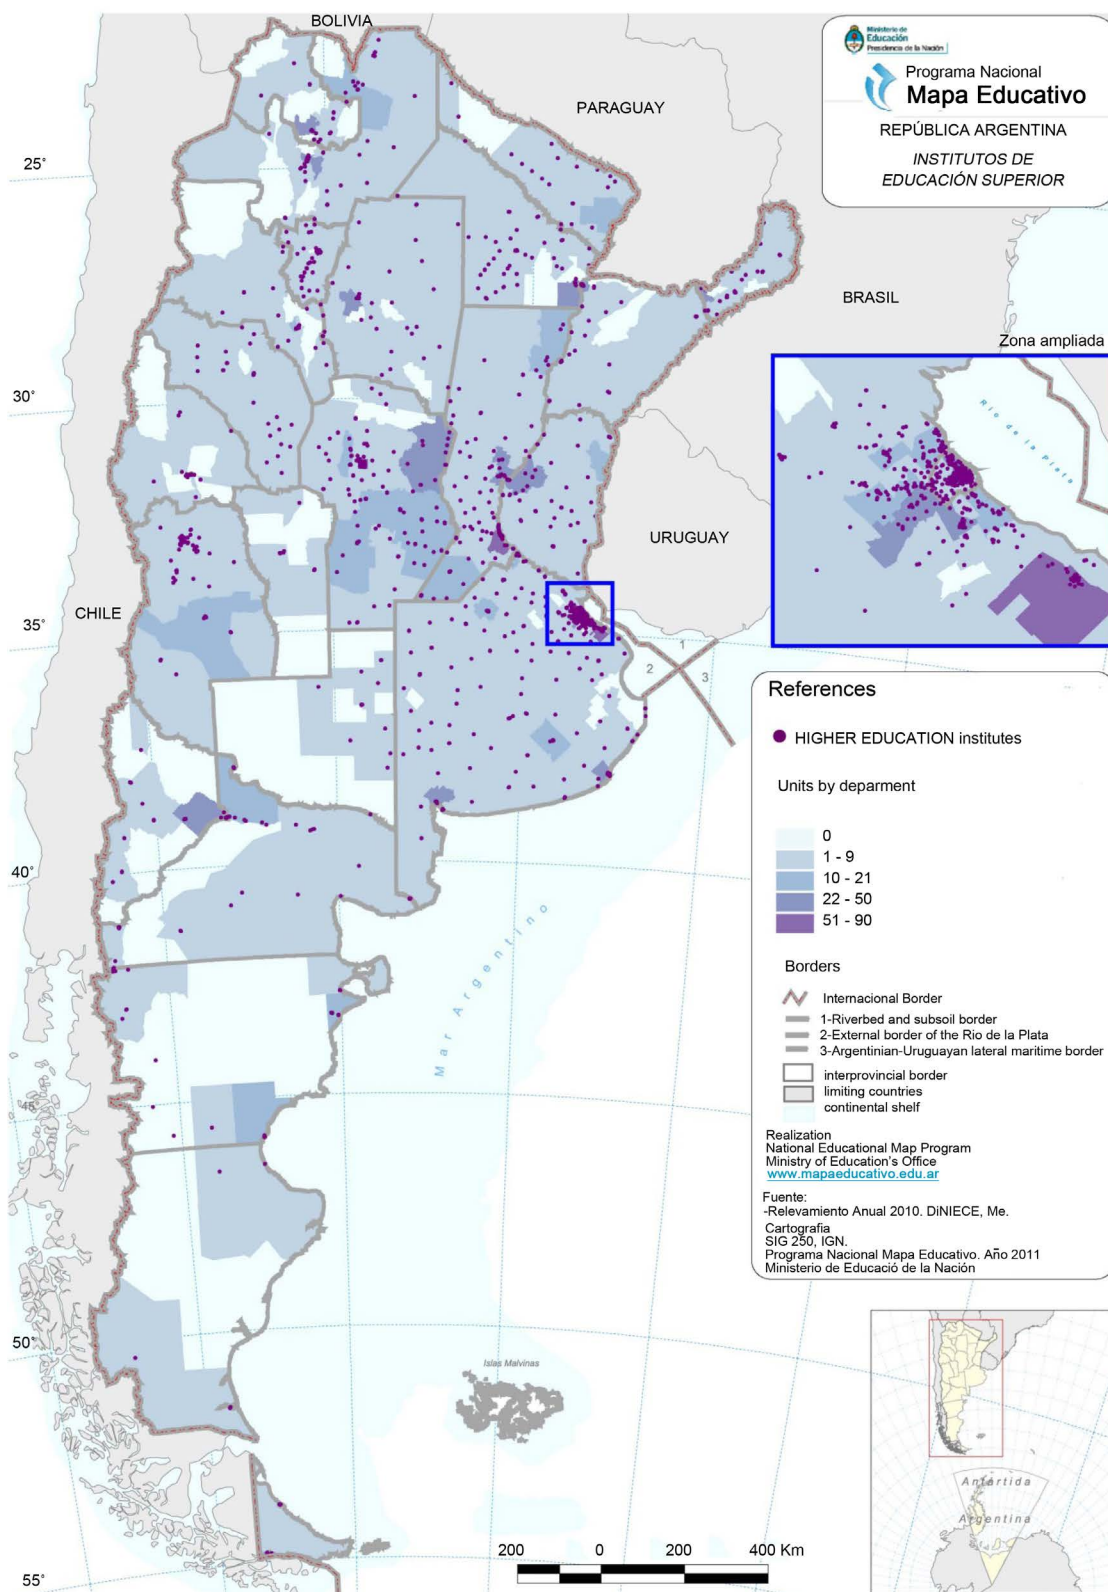 BOLIVIA
Ministerio de
Educación
Presidencia de la Nación
Programa Nacional
Mapa Educativo
REPÚBLICA ARGENTINA
INSTITUTOS DE
EDUCACIÓN SUPERIOR
PARAGUAY
25°
BRASIL
Zona ampliada
30°
Río de la Plata
URUGUAY
CHILE
35°
1
2
3
References
HIGHER EDUCATION institutes
Units by deparment
0
1 - 9
10 - 21
22 - 50
51 - 90
40°
Mar Argentino
Borders
Internacional Border
1-Riverbed and subsoil border
2-External border of the Rio de la Plata
3-Argentinian-Uruguayan lateral maritime border
interprovincial border
limiting countries
continental shelf
45°
Realization
National Educational Map Program
Ministry of Education's Office
www.mapaeducativo.edu.ar
Fuente:
-Relevamiento Anual 2010. DiNIECE, Me.
Cartografia
SIG 250, IGN.
Programa Nacional Mapa Educativo. Año 2011
Ministerio de Educació de la Nación
50°
Islas Malvinas
Antártida
Argentina
200 0 200 400 Km
55°